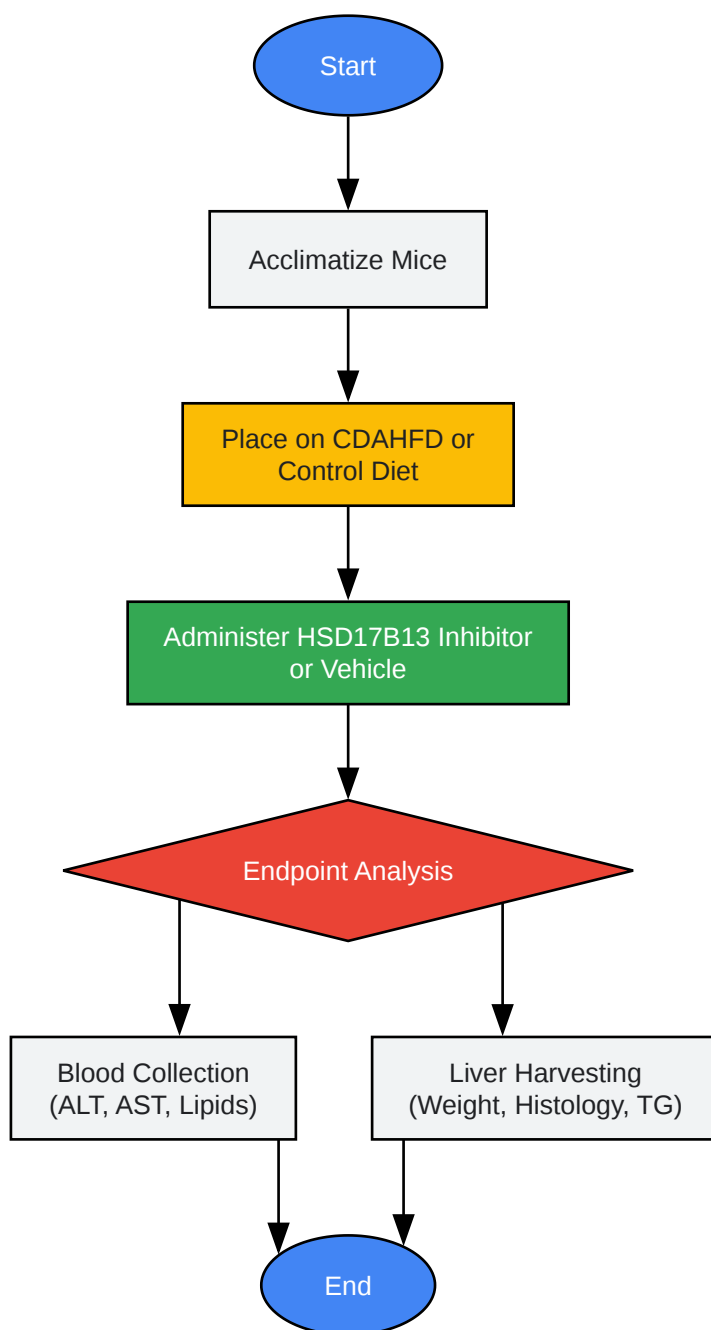 Start
Acclimatize Mice
Place on CDAHFD or
Control Diet
Administer HSD17B13 Inhibitor
or Vehicle
Endpoint Analysis
Blood Collection
(ALT, AST, Lipids)
Liver Harvesting
(Weight, Histology, TG)
End